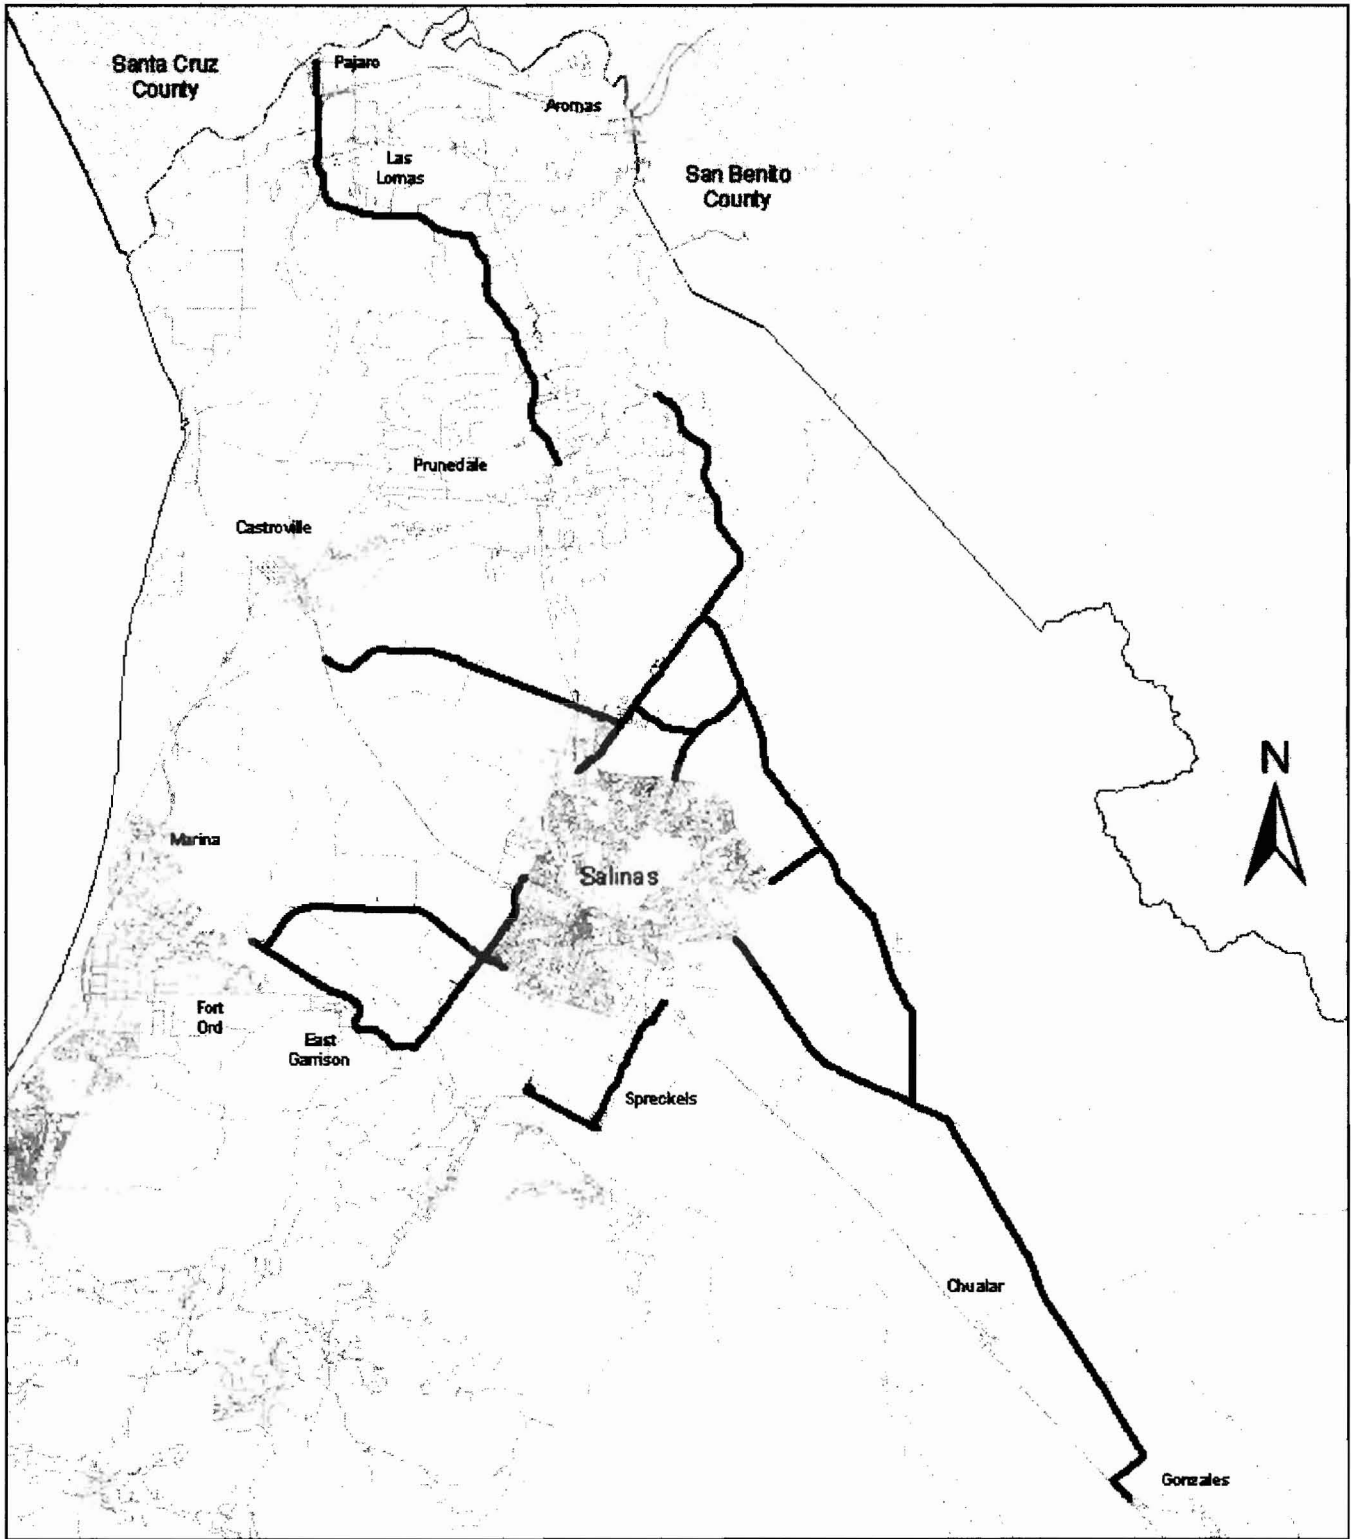 Santa Cruz
County
Pajaro
Aromas
Las
Lomas
San Benito
County
Prunedale
Castroville
N
Marina
Salinas
Fort
Ord
East
Garrison
Spreckels
Chualar
Gonzales